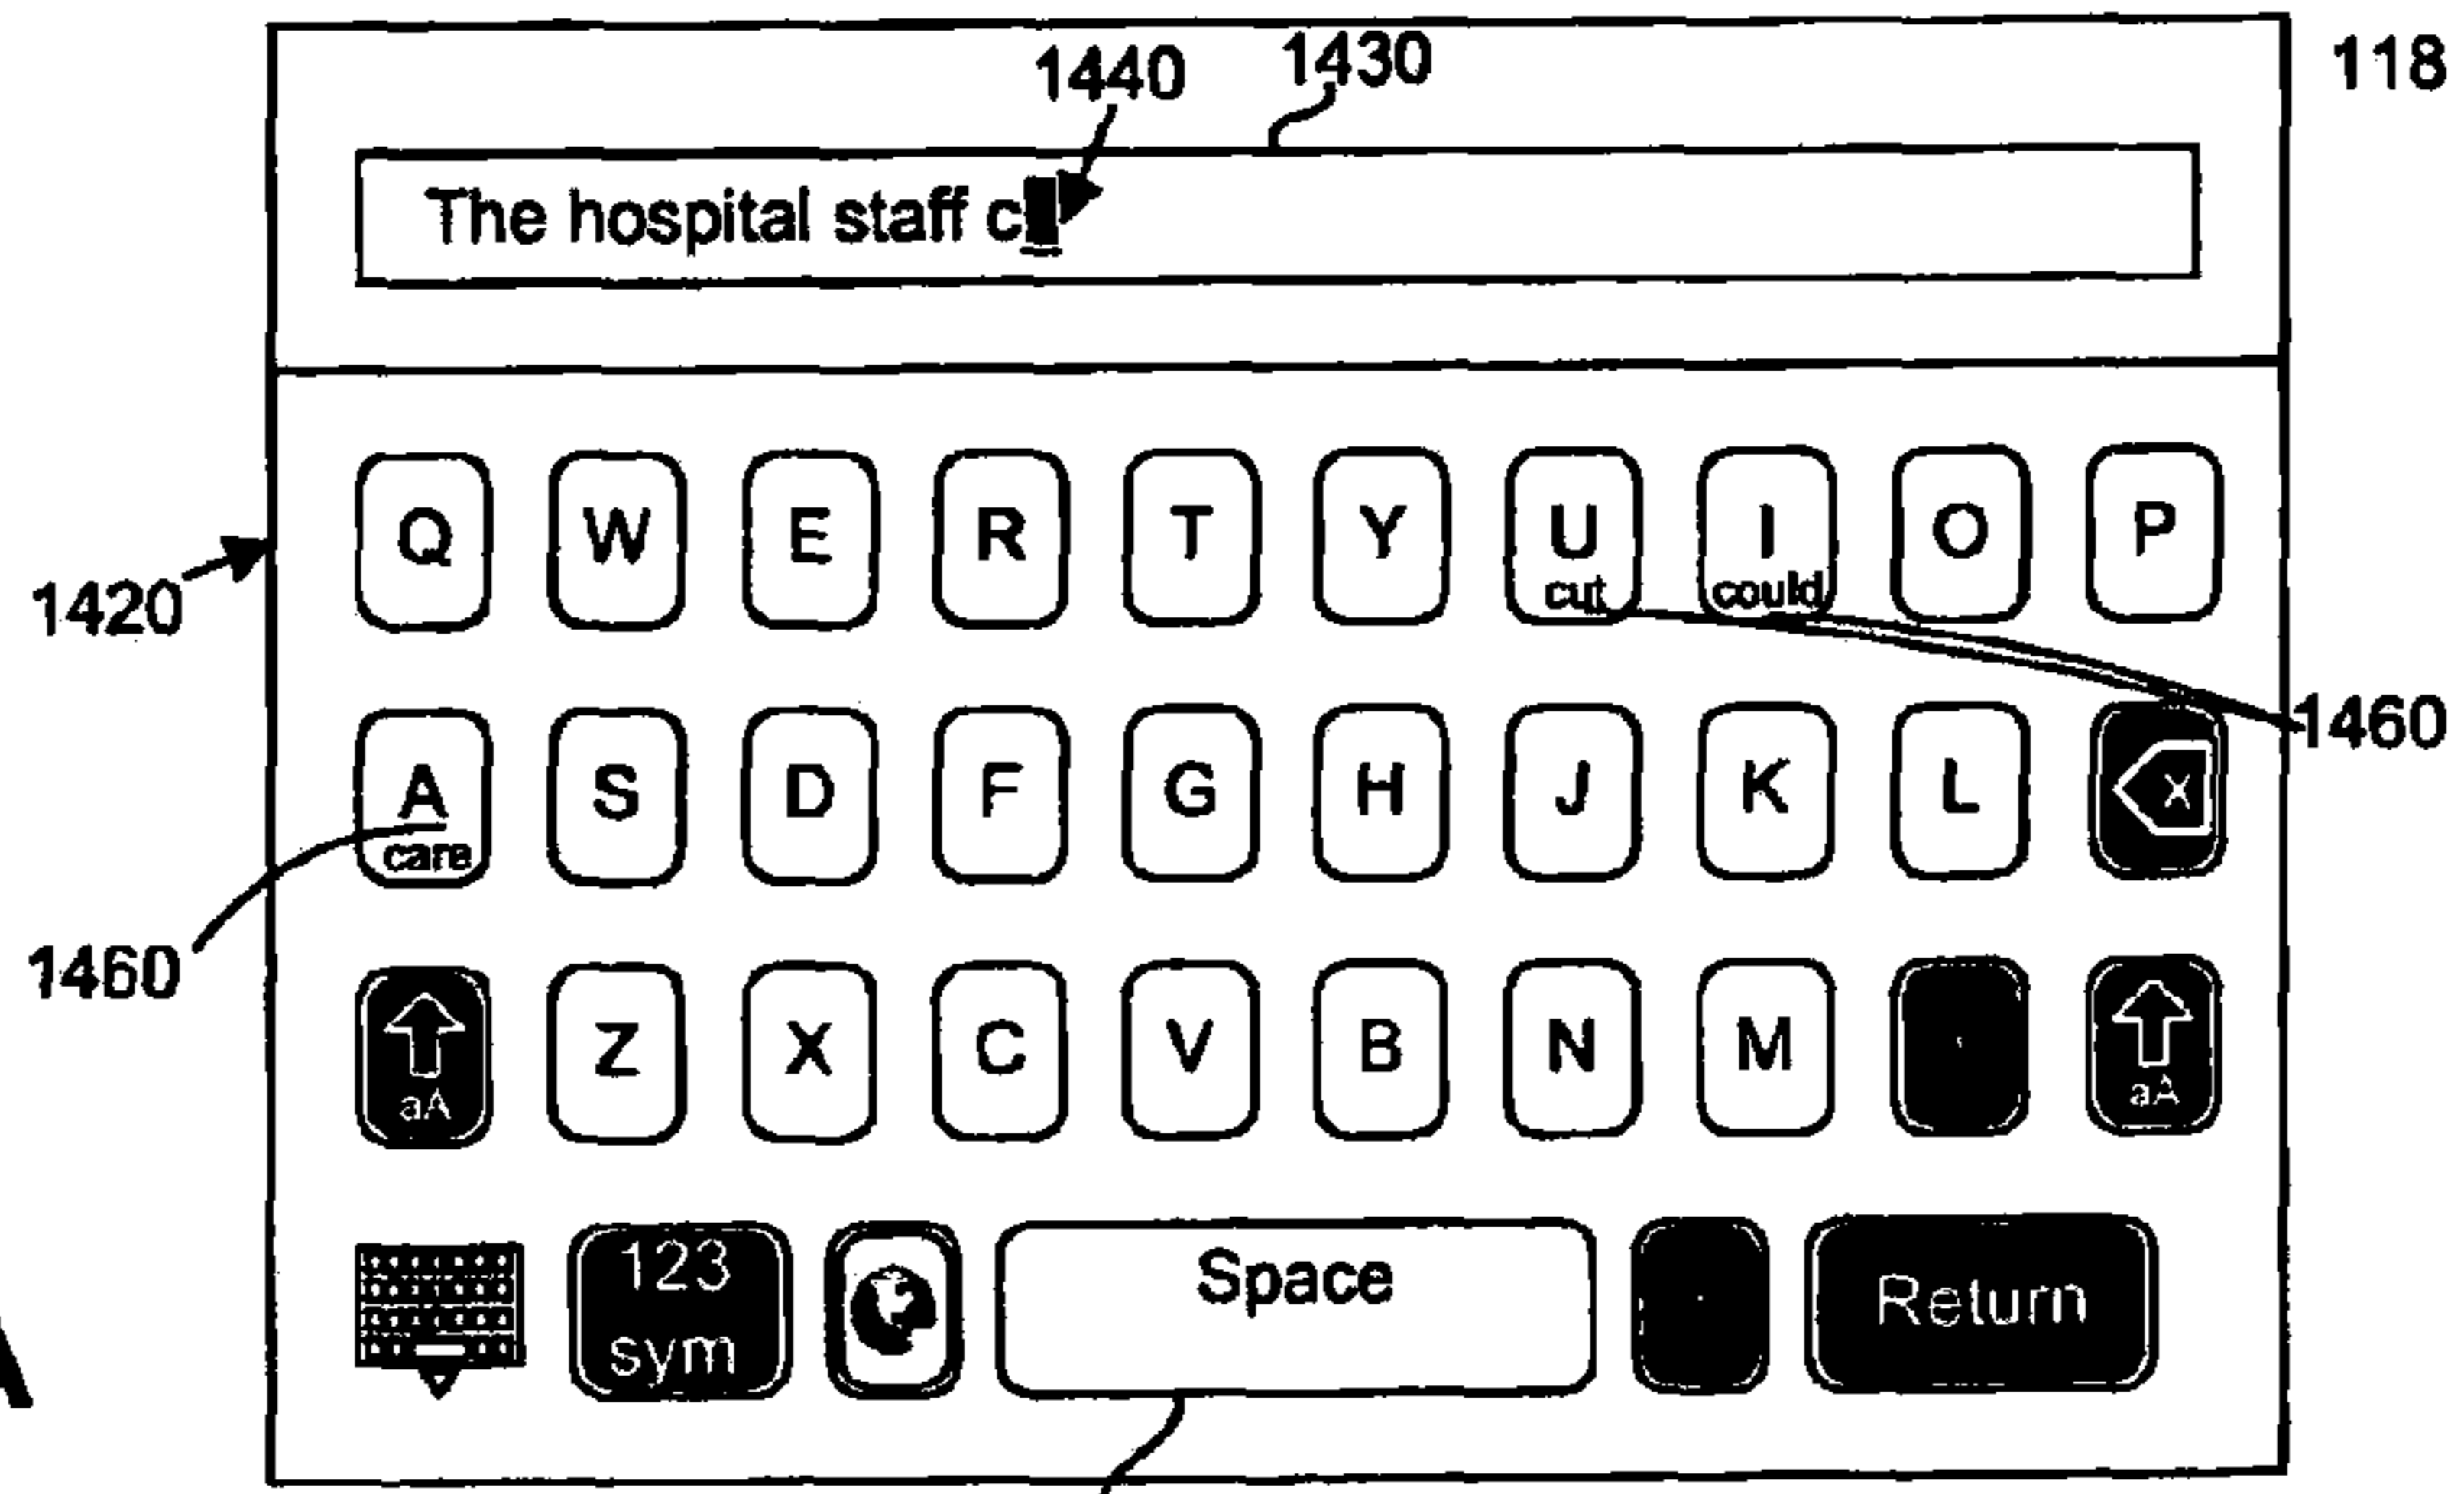 1440 1430 118
The hospital staff c
Q W E R T Y U I O P
cut could
1420
A S D F G H J K L X
care
1460
1460
Z X C V B N M
aA aA
123
sym
Space
Return
A